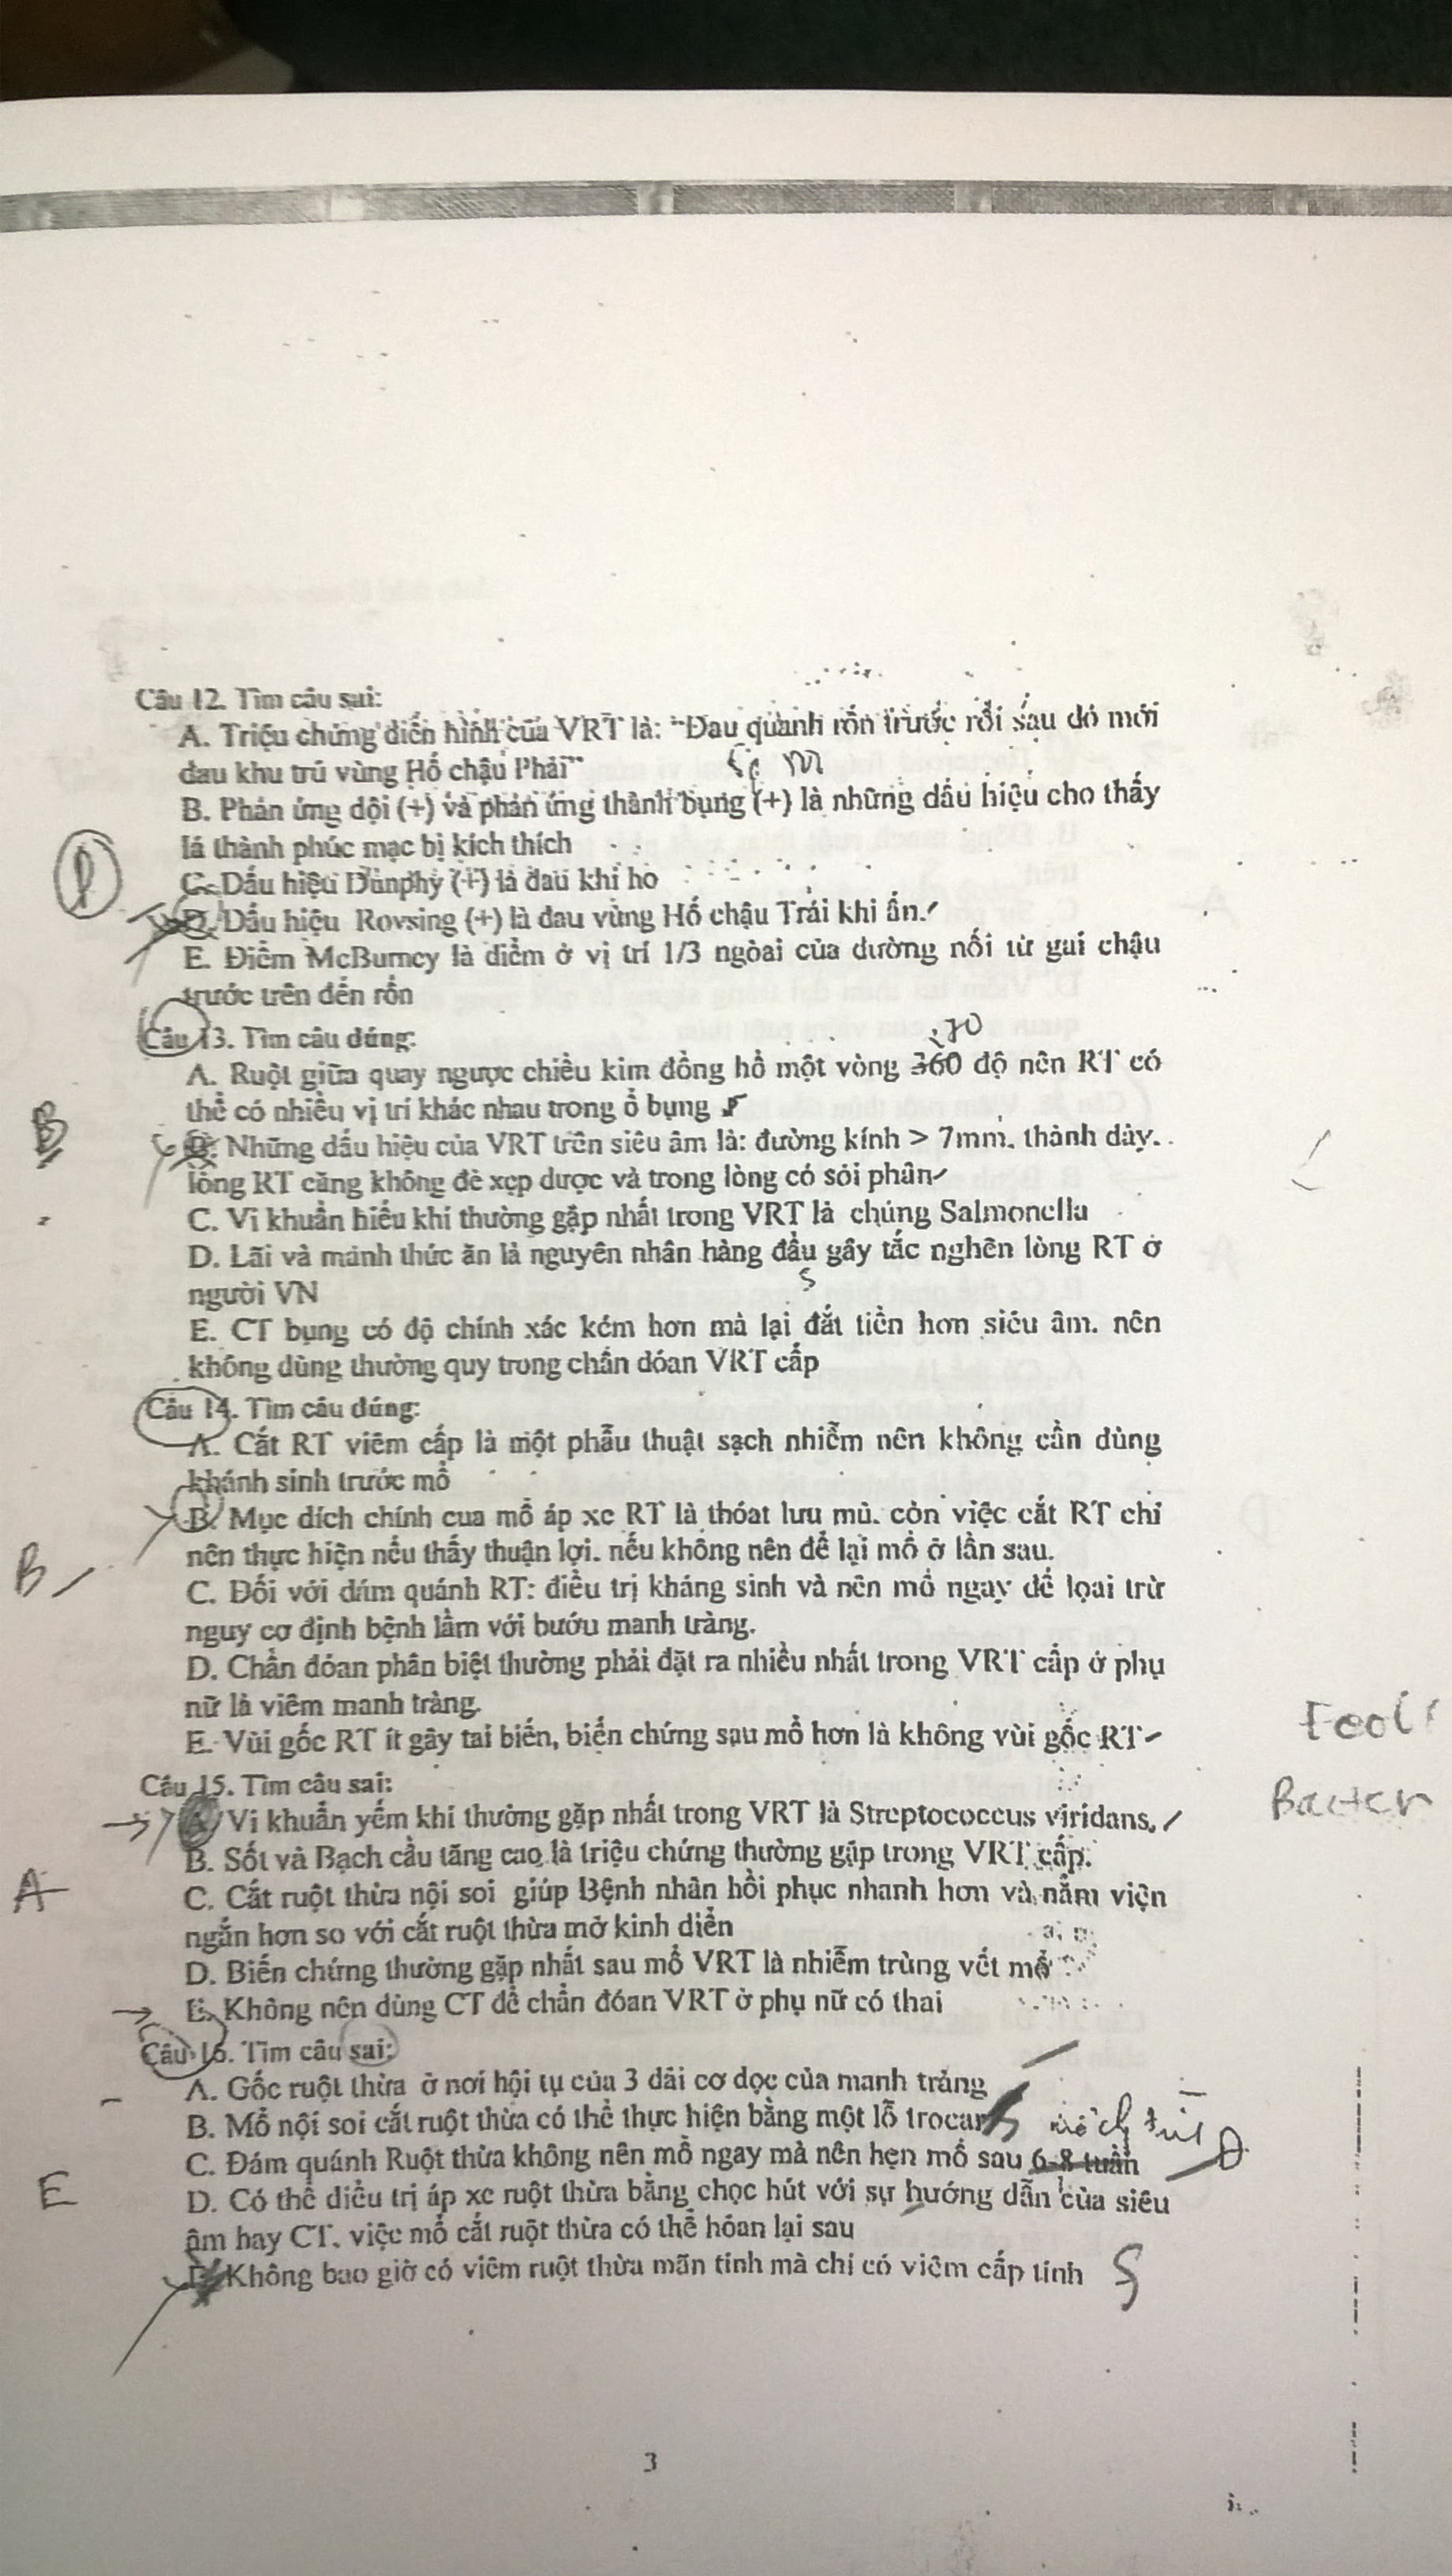 Câu 12. Tìm câu sai:
A. Triệu chứng điển hình của VRT là: "Đau quanh rốn trước rồi sau đó mới
đau khu trú vùng Hố chậu Phải"
B. Phản ứng dội (+) và phản ứng thành bụng (+) là những dấu hiệu cho thấy
lá thành phúc mạc bị kích thích
C. Dấu hiệu Dunphy (+) là đau khi ho
D. Dấu hiệu Rovsing (+) là đau vùng Hố chậu Trái khi ấn.
E. Điểm McBurney là điểm ở vị trí 1/3 ngòai của đường nối từ gai chậu
trước trên đến rốn
Câu 13. Tìm câu đúng:
A. Ruột giữa quay ngược chiều kim đồng hồ một vòng 360 độ nên RT có
thể có nhiều vị trí khác nhau trong ổ bụng
B
B. Những dấu hiệu của VRT trên siêu âm là: đường kính > 7mm. thành dày.
lòng RT căng không đè xẹp được và trong lòng có sỏi phân
C. Vi khuẩn hiếu khí thường gặp nhất trong VRT là chủng Salmonella
D. Lãi và mảnh thức ăn là nguyên nhân hàng đầu gây tắc nghẽn lòng RT ở
người VN
S
E. CT bụng có độ chính xác kém hơn mà lại đắt tiền hơn siêu âm. nên
không dùng thường quy trong chẩn đóan VRT cấp
Câu 14. Tìm câu đúng:
A. Cắt RT viêm cấp là một phẫu thuật sạch nhiễm nên không cần dùng
khánh sinh trước mổ
B. Mục đích chính cua mổ áp xe RT là thóat lưu mủ. còn việc cắt RT chỉ
nên thực hiện nếu thấy thuận lợi. nếu không nên để lại mổ ở lần sau.
B
C. Đối với đám quánh RT: điều trị kháng sinh và nên mổ ngay để lọai trừ
nguy cơ định bệnh lầm với bướu manh tràng.
D. Chẩn đóan phân biệt thường phải đặt ra nhiều nhất trong VRT cấp ở phụ
nữ là viêm manh tràng.
E. Vùi gốc RT ít gây tai biến, biến chứng sau mổ hơn là không vùi gốc RT
Câu 15. Tìm câu sai:
A. Vi khuẩn yếm khí thường gặp nhất trong VRT là Streptococcus viridans.
Bacter
B. Sốt và Bạch cầu tăng cao là triệu chứng thường gặp trong VRT cấp.
A
C. Cắt ruột thừa nội soi giúp Bệnh nhân hồi phục nhanh hơn và nằm viện
ngắn hơn so với cắt ruột thừa mở kinh điển
D. Biến chứng thường gặp nhất sau mổ VRT là nhiễm trùng vết mổ
E. Không nên dùng CT để chẩn đóan VRT ở phụ nữ có thai
Câu 16. Tìm câu sai:
A. Gốc ruột thừa ở nơi hội tụ của 3 dải cơ dọc của manh tràng
B. Mổ nội soi cắt ruột thừa có thể thực hiện bằng một lỗ trocar
C. Đám quánh Ruột thừa không nên mổ ngay mà nên hẹn mổ sau 6-8 tuần
E
D. Có thể điều trị áp xe ruột thừa bằng chọc hút với sự hướng dẫn của siêu
âm hay CT. việc mổ cắt ruột thừa có thể hóan lại sau
E. Không bao giờ có viêm ruột thừa mãn tính mà chỉ có viêm cấp tính S
3